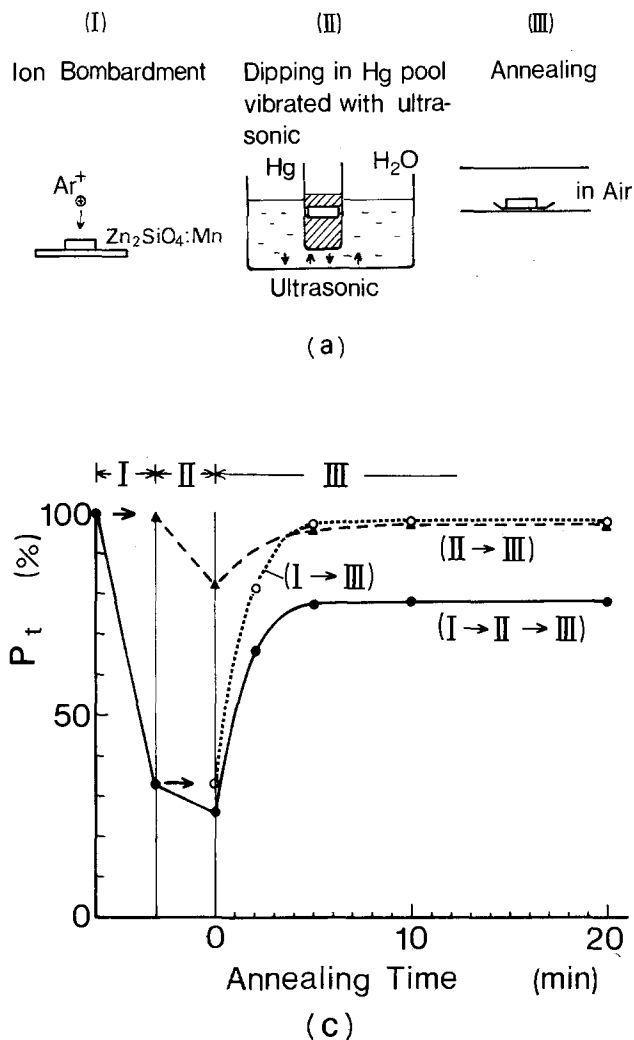 (I) (II) (III)
Ion Bombardment Dipping in Hg pool Annealing
vibrated with ultra-
sonic
Hg H₂O
Ar⁺ in Air
⊕
Zn₂SiO₄:Mn
Ultrasonic
(a)
I II III
100
(%)
(II→III)
(I→III)
Pt
(I→II→III)
50
0
0 10 20
Annealing Time (min)
(c)